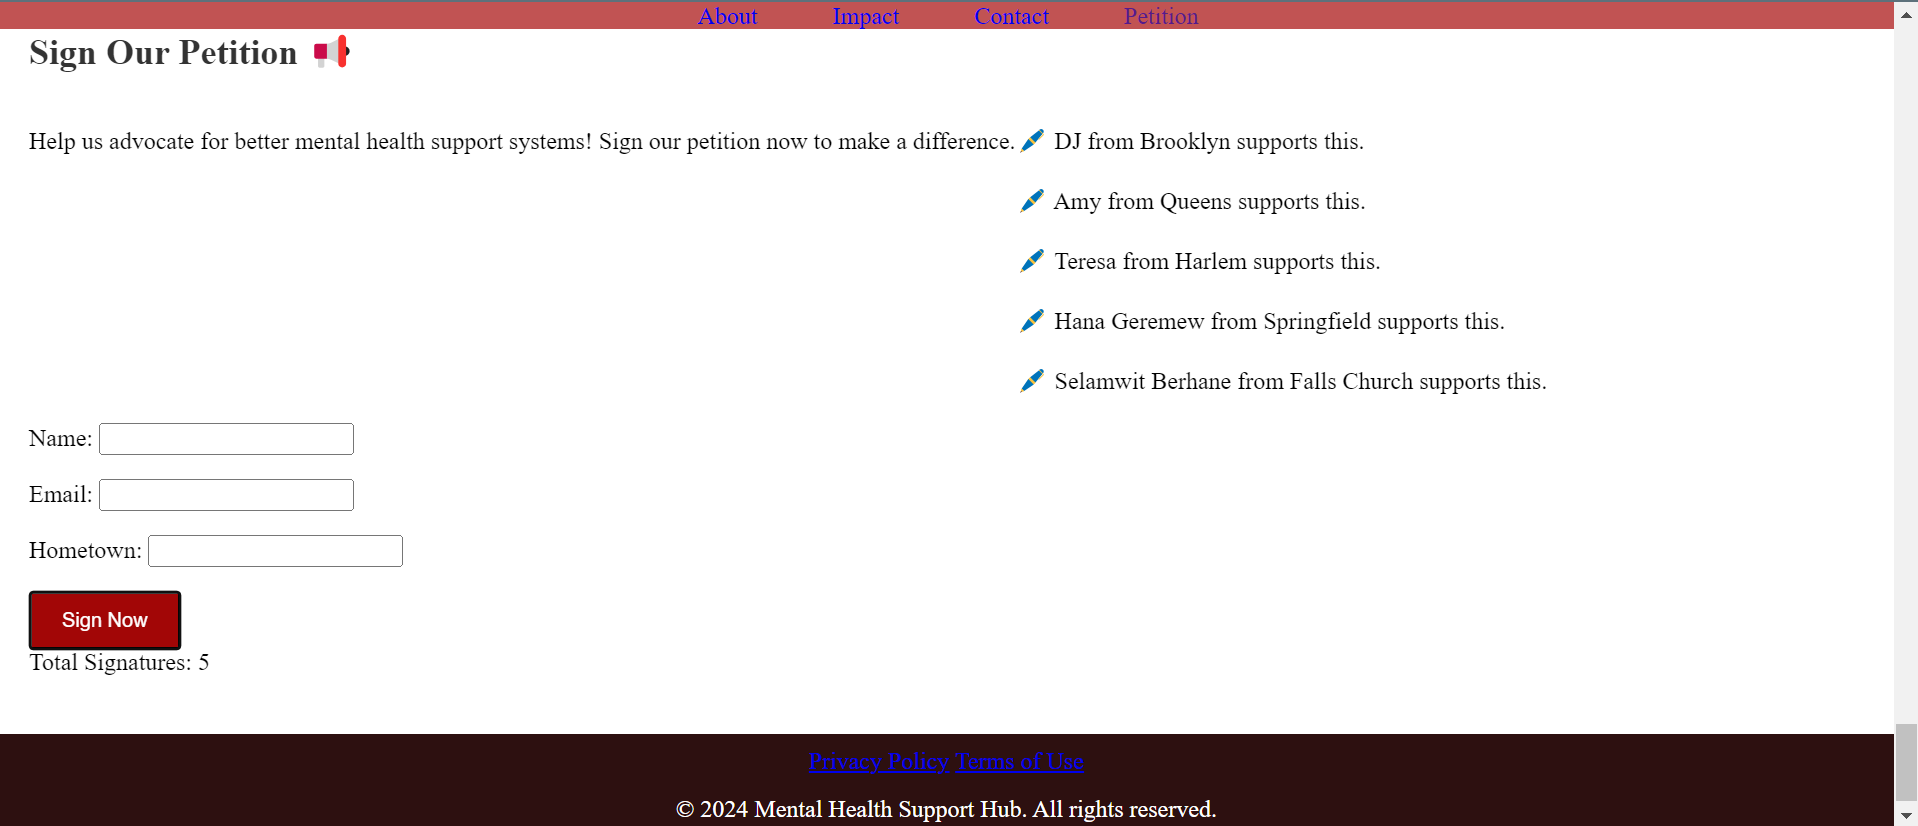 About Impact Contact Petition
Sign Our Petition
Help us advocate for better mental health support systems! Sign our petition now to make a difference.
DJ from Brooklyn supports this.
Amy from Queens supports this.
Teresa from Harlem supports this.
Hana Geremew from Springfield supports this.
Selamwit Berhane from Falls Church supports this.
Name:
Email:
Hometown:
Sign Now
Total Signatures: 5
Privacy Policy Terms of Use
© 2024 Mental Health Support Hub. All rights reserved.